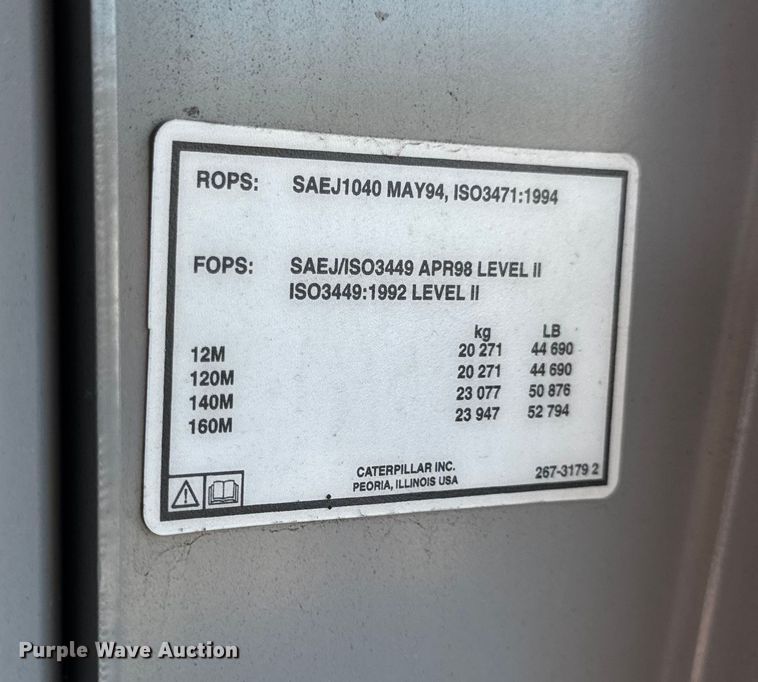 ROPS: SAEJ1040 MAY94, ISO3471:1994
FOPS: SAEJ/ISO3449 APR98 LEVEL II
ISO3449:1992 LEVEL II
kg LB
12M 20 271 44 690
120M 20 271 44 690
140M 23 077 50 876
160M 23 947 52 794
CATERPILLAR INC.
PEORIA, ILLINOIS USA
267-3179 2
Purple Wave Auction